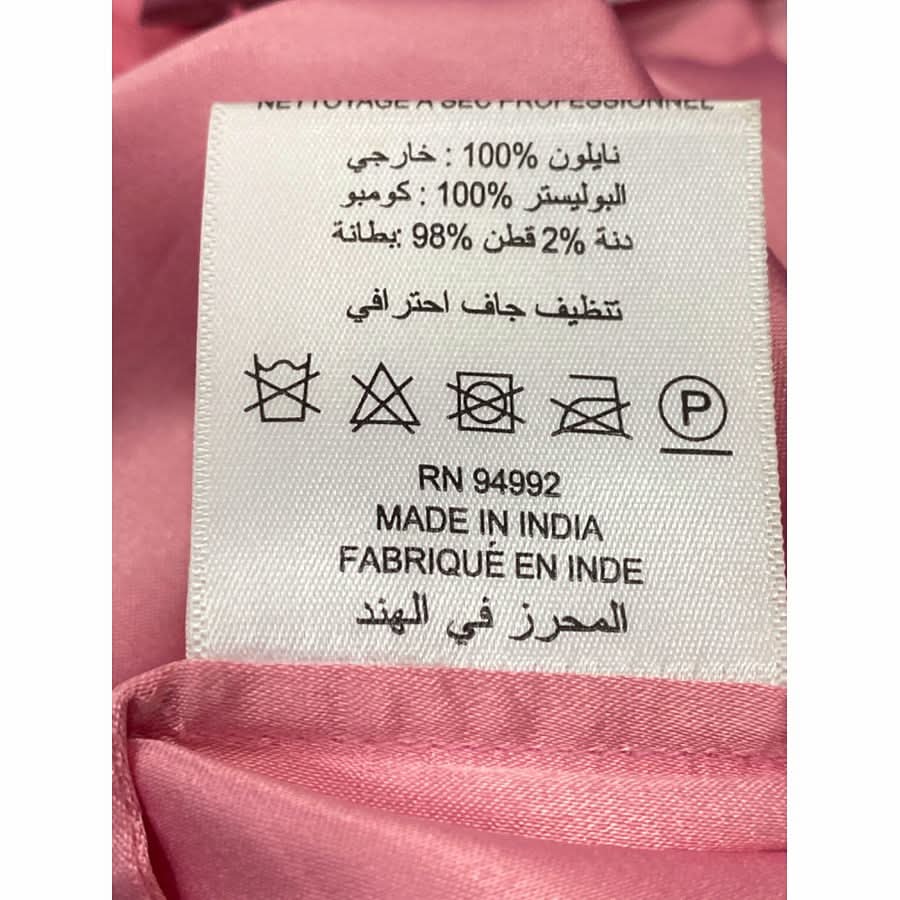 NETTOYAGE A SEC PROFESSIONNEL
نايلون %100 : خارجي
البوليستر %100 : كومبو
دنة %2 قطن %98 :بطانة
تتظيف جاف احترافي
P
RN 94992
MADE IN INDIA
FABRIQUÉ EN INDE
المحرز في الهند